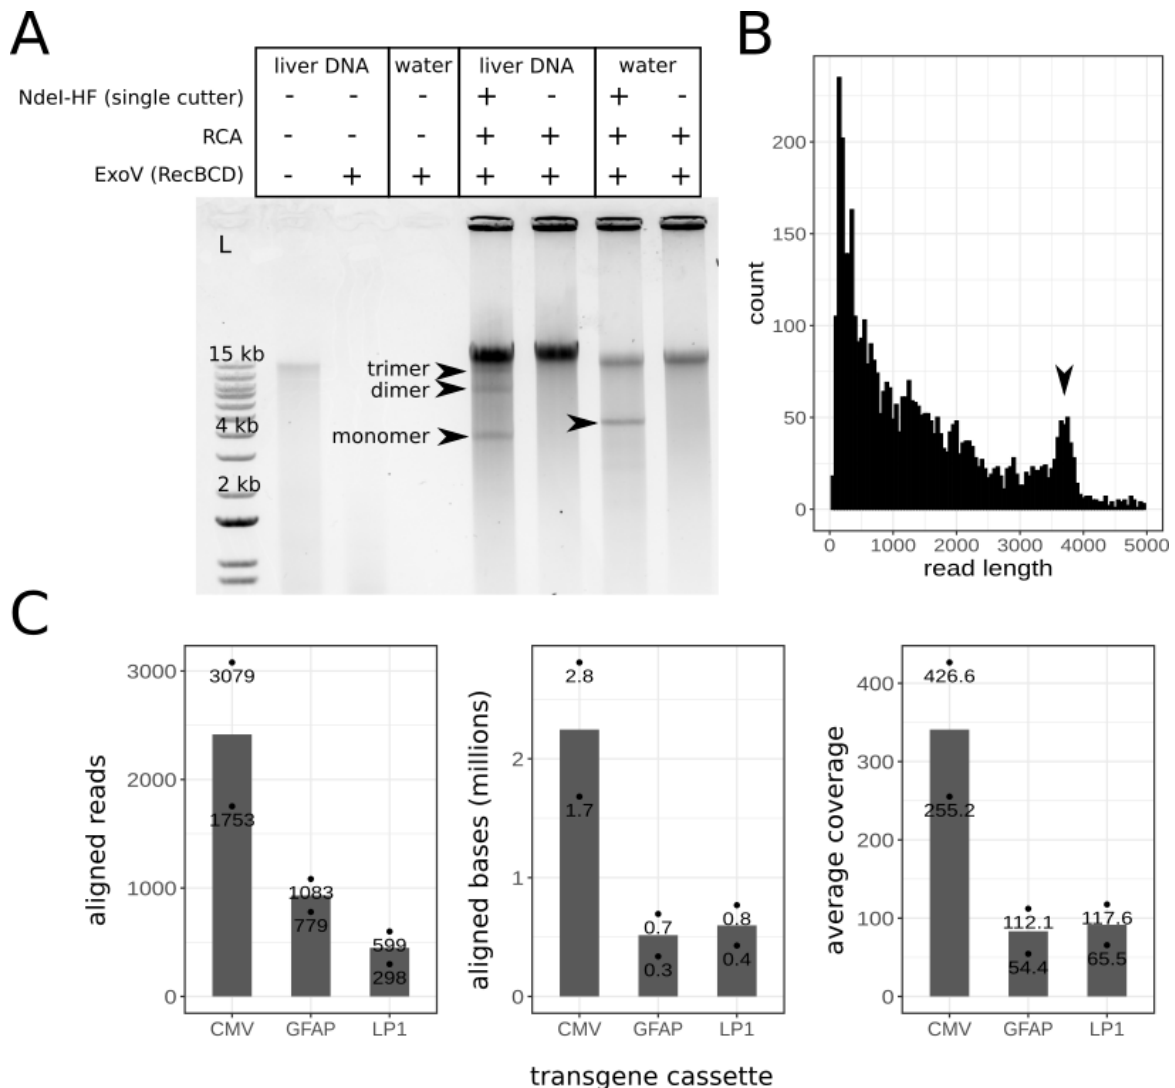 A
liver DNA water liver DNA water
NdeI-HF (single cutter) - - - + - + -
RCA - - - + + + +
ExoV (RecBCD) - + + + + + +
L
15 kb
trimer
dimer
4 kb
monomer
2 kb
B
count
200
150
100
50
0
0 1000 2000 3000 4000 5000
read length
C
aligned reads
3000
2000
1000
0
3079
1753
1083
779
599
298
CMV GFAP LP1
aligned bases (millions)
2
1
0
2.8
1.7
0.7
0.3
0.8
0.4
CMV GFAP LP1
average coverage
400
300
200
100
0
426.6
255.2
112.1
54.4
117.6
65.5
CMV GFAP LP1
transgene cassette